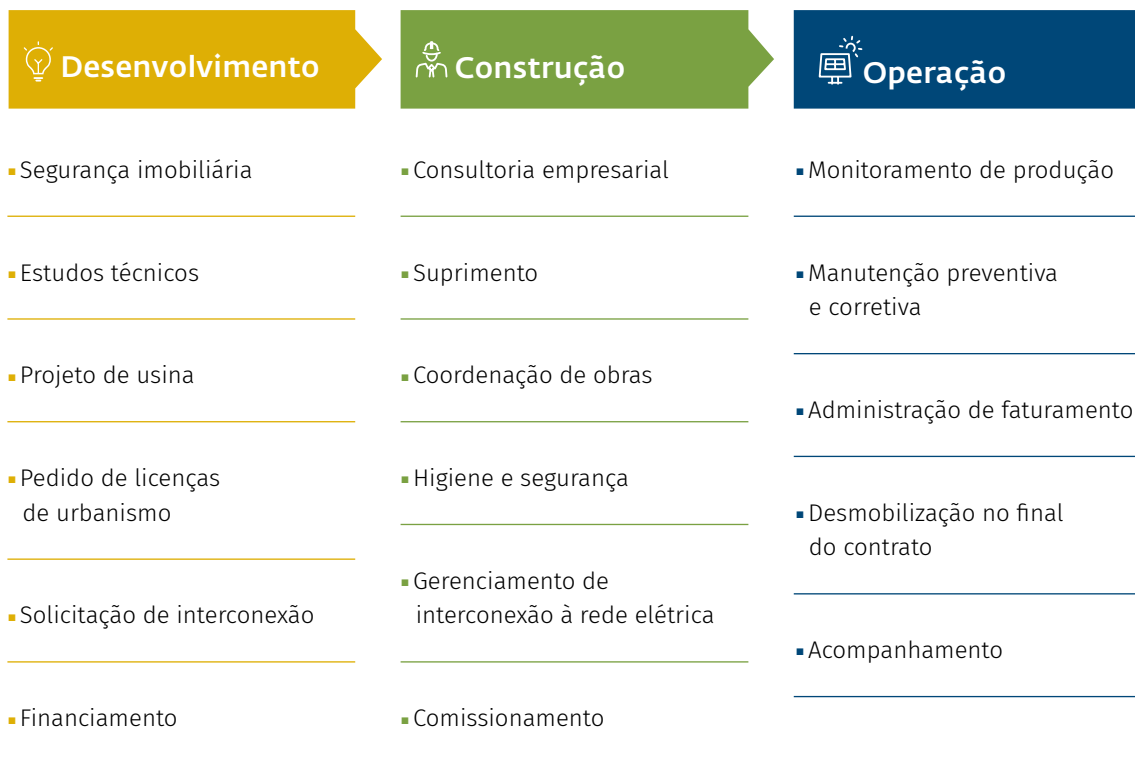 Desenvolvimento
Segurança imobiliária
Estudos técnicos
Projeto de usina
Pedido de licenças
de urbanismo
Solicitação de interconexão
Financiamento
Construção
Consultoria empresarial
Suprimento
Coordenação de obras
Higiene e segurança
Gerenciamento de
interconexão à rede elétrica
Comissionamento
Operação
Monitoramento de produção
Manutenção preventiva
e corretiva
Administração de faturamento
Desmobilização no final
do contrato
Acompanhamento